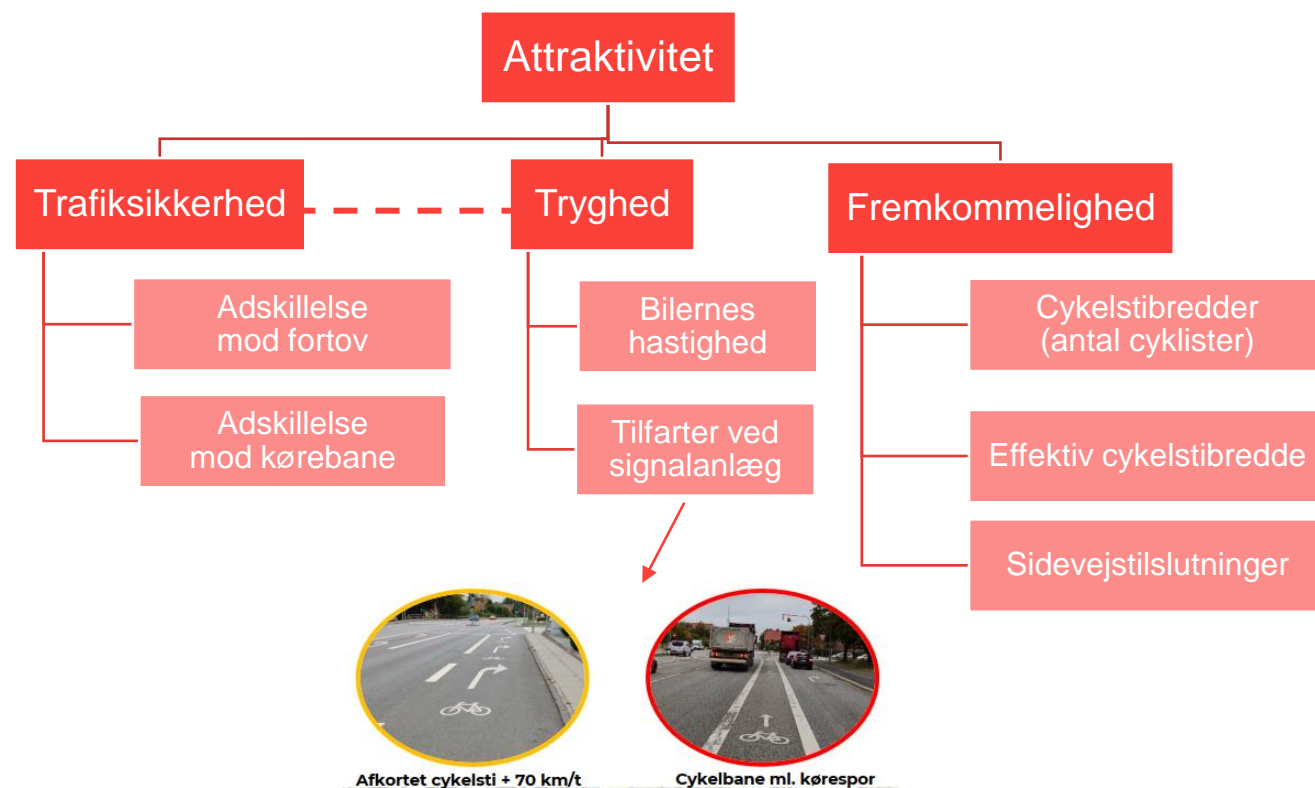 Attraktivitet
Trafiksikkerhed
Tryghed
Fremkommelighed
Adskillelse
mod fortov
Adskillelse
mod kørebane
Bilernes
hastighed
Tilfarter ved
signalanlæg
Cykelstibredder
(antal cyklister)
Effektiv cykelstibredde
Sidevejstilslutninger
Afkortet cykelsti + 70 km/t
Cykelbane ml. kørespor